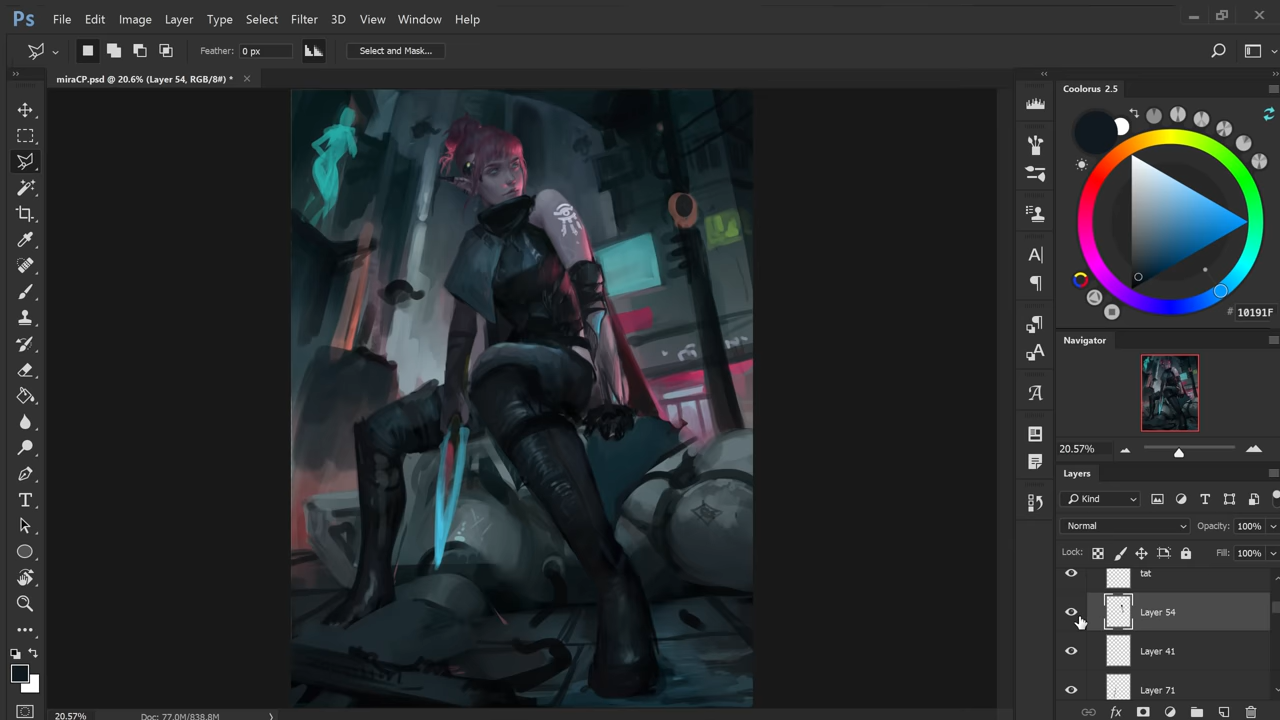 Ps File Edit Image Layer Type Select Filter 3D View Window Help
Feather: 0 px Select and Mask...
miraCP.psd @ 20.6% (Layer 54, RGB/8#) *
Coolorus 2.5
# 10191F
Navigator
20.57%
Layers
Kind
Normal Opacity: 100%
Lock: Fill: 100%
tat
Layer 54
Layer 41
Layer 71
20.57% Doc: 77.0M/838.8M